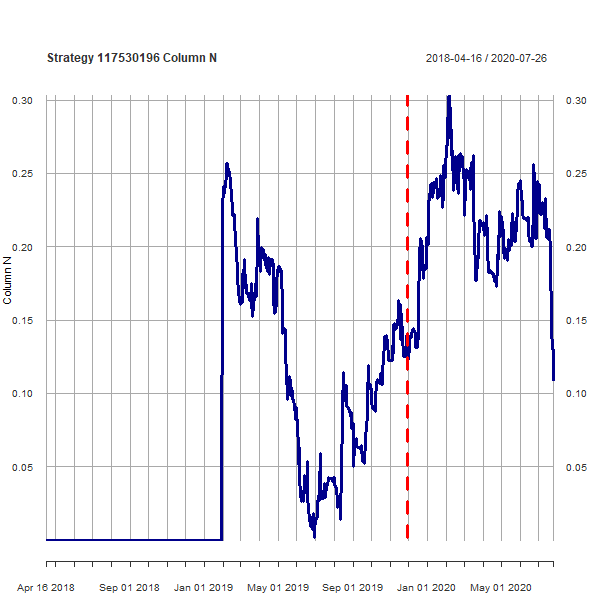 Strategy 117530196 Column N
2018-04-16 / 2020-07-26
0.30
0.30
0.25
0.25
0.20
0.20
Column N
0.15
0.15
0.10
0.10
0.05
0.05
Apr 16 2018
Sep 01 2018
Jan 01 2019
May 01 2019
Sep 01 2019
Jan 01 2020
May 01 2020